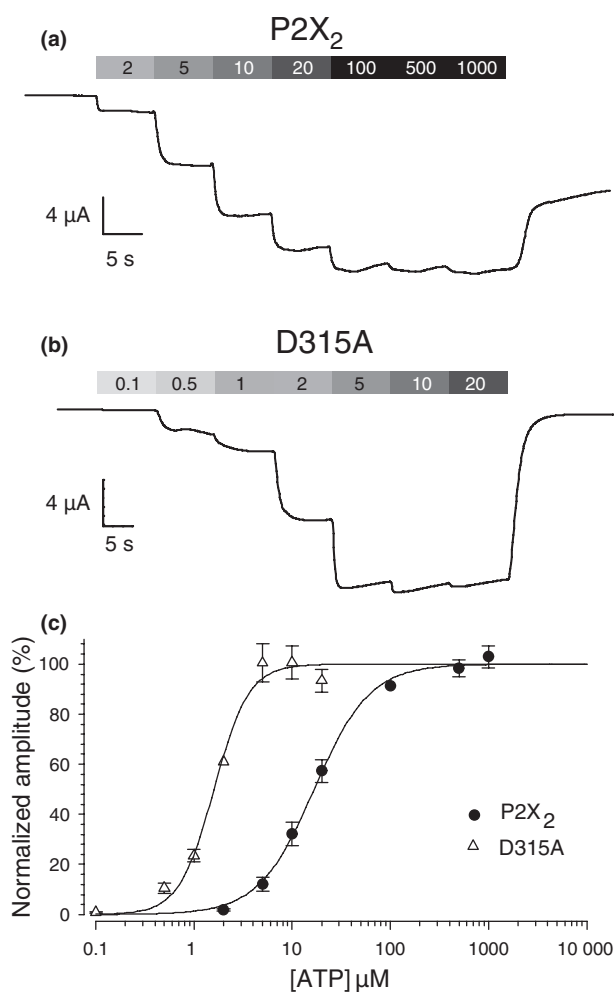 (a)
P2X2
2 5 10 20 100 500 1000
4 µA
5 s
(b)
D315A
0.1 0.5 1 2 5 10 20
4 µA
5 s
(c)
Normalized amplitude (%)
100
80
60
40
20
0
P2X2
D315A
0.1 1 10 100 1000 10 000
[ATP] µM